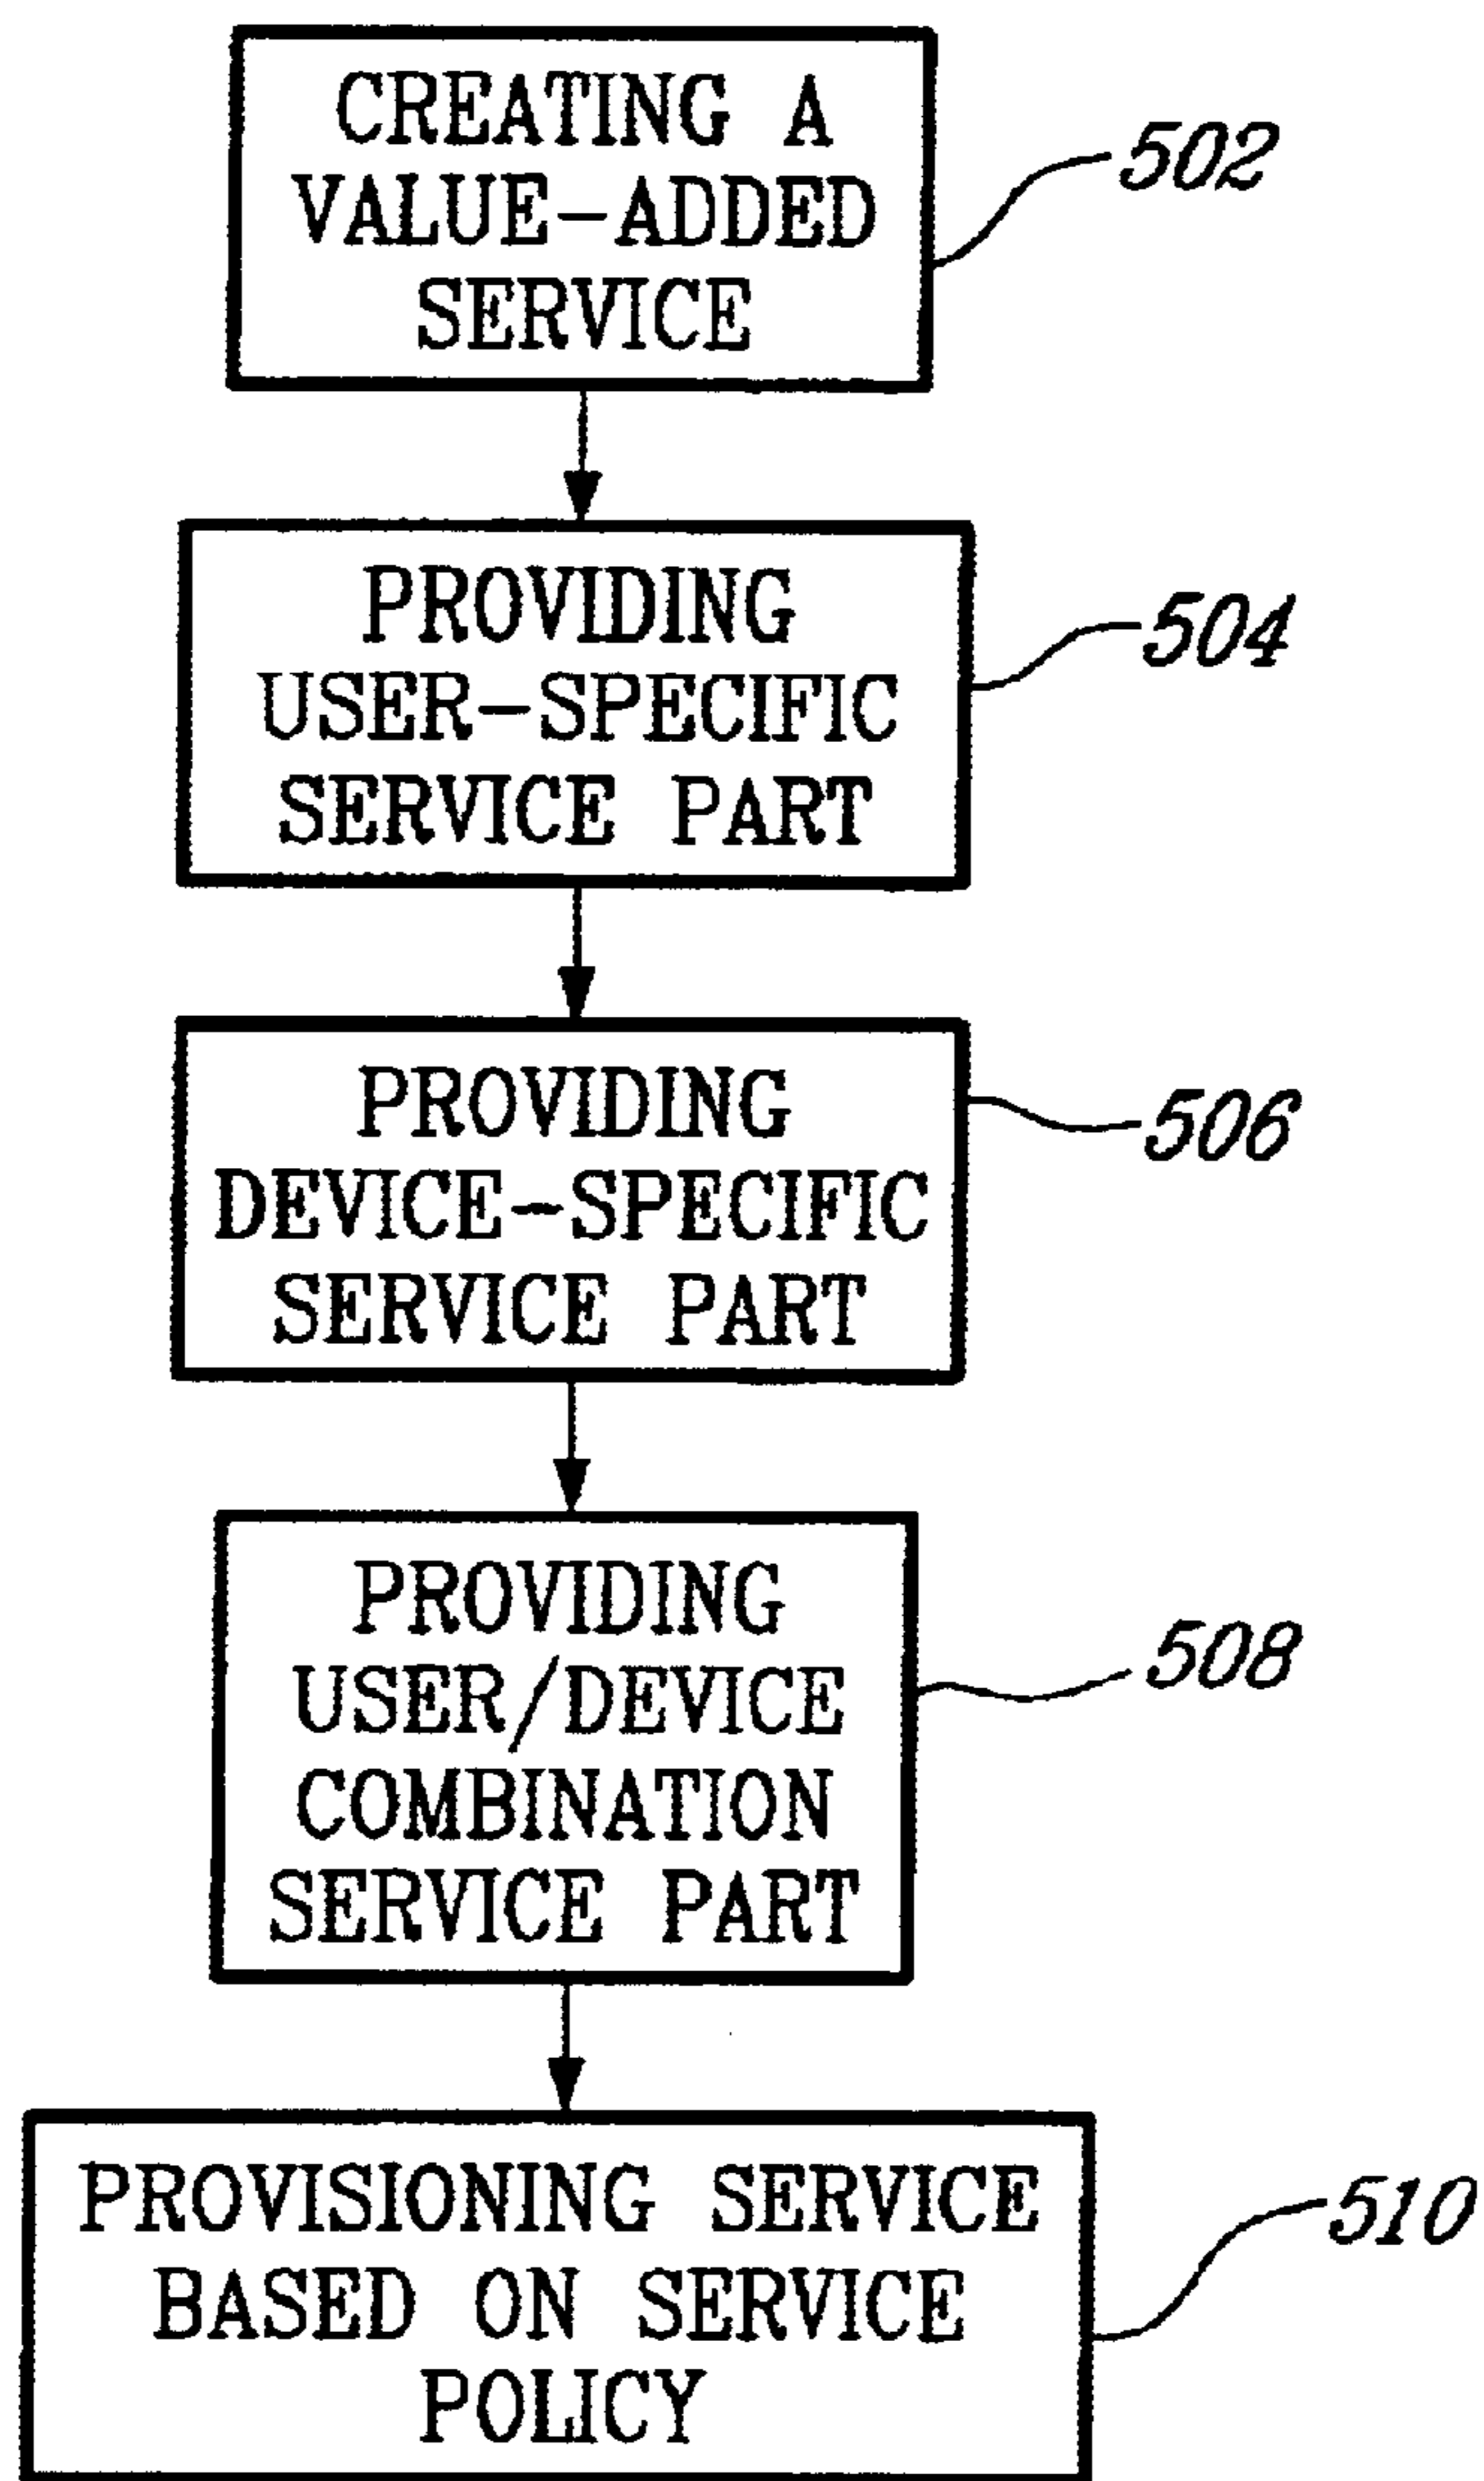 CREATING A
VALUE-ADDED
SERVICE
502
PROVIDING
USER-SPECIFIC
SERVICE PART
504
PROVIDING
DEVICE-SPECIFIC
SERVICE PART
506
PROVIDING
USER/DEVICE
COMBINATION
SERVICE PART
508
PROVISIONING SERVICE
BASED ON SERVICE
POLICY
510